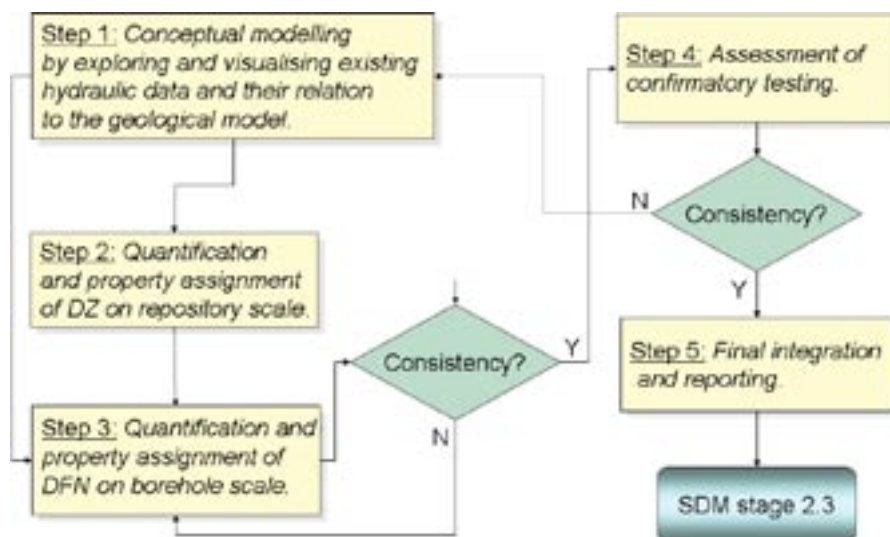 Step 1: Conceptual modelling
by exploring and visualising existing
hydraulic data and their relation
to the geological model.
Step 2: Quantification
and property assignment
of DZ on repository scale.
Step 3: Quantification and
property assignment of
DFN on borehole scale.
Consistency?
Y
N
Step 4: Assessment of
confirmatory testing.
Consistency?
N
Y
Step 5: Final integration
and reporting.
SDM stage 2.3